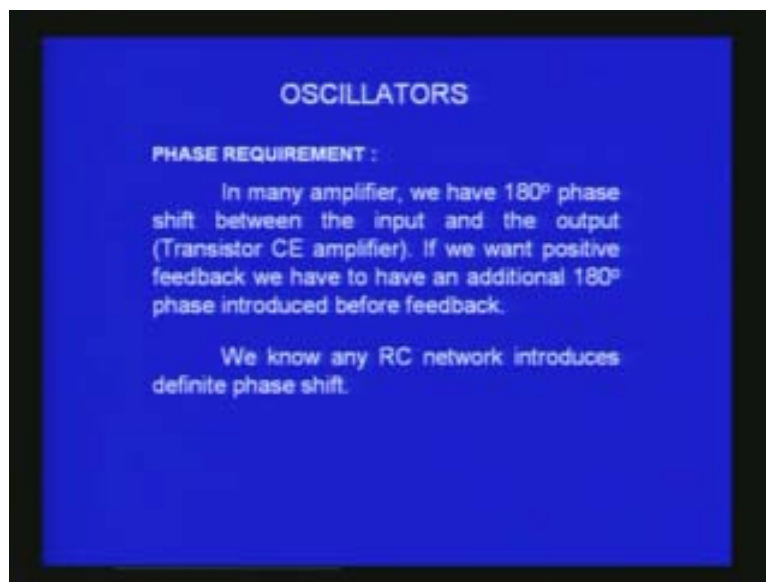 OSCILLATORS
PHASE REQUIREMENT :
In many amplifier, we have 180º phase
shift between the input and the output
(Transistor CE amplifier). If we want positive
feedback we have to have an additional 180º
phase introduced before feedback.
We know any RC network introduces
definite phase shift.